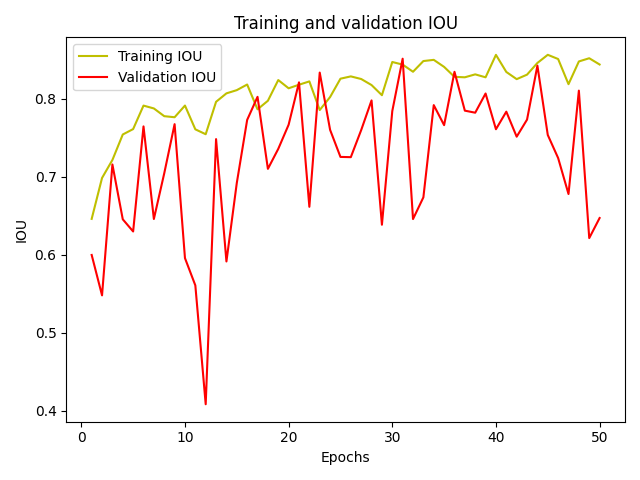 Training and validation IOU
Training IOU
Validation IOU
0.8
0.7
0.6
0.5
0.4
IOU
0 10 20 30 40 50
Epochs